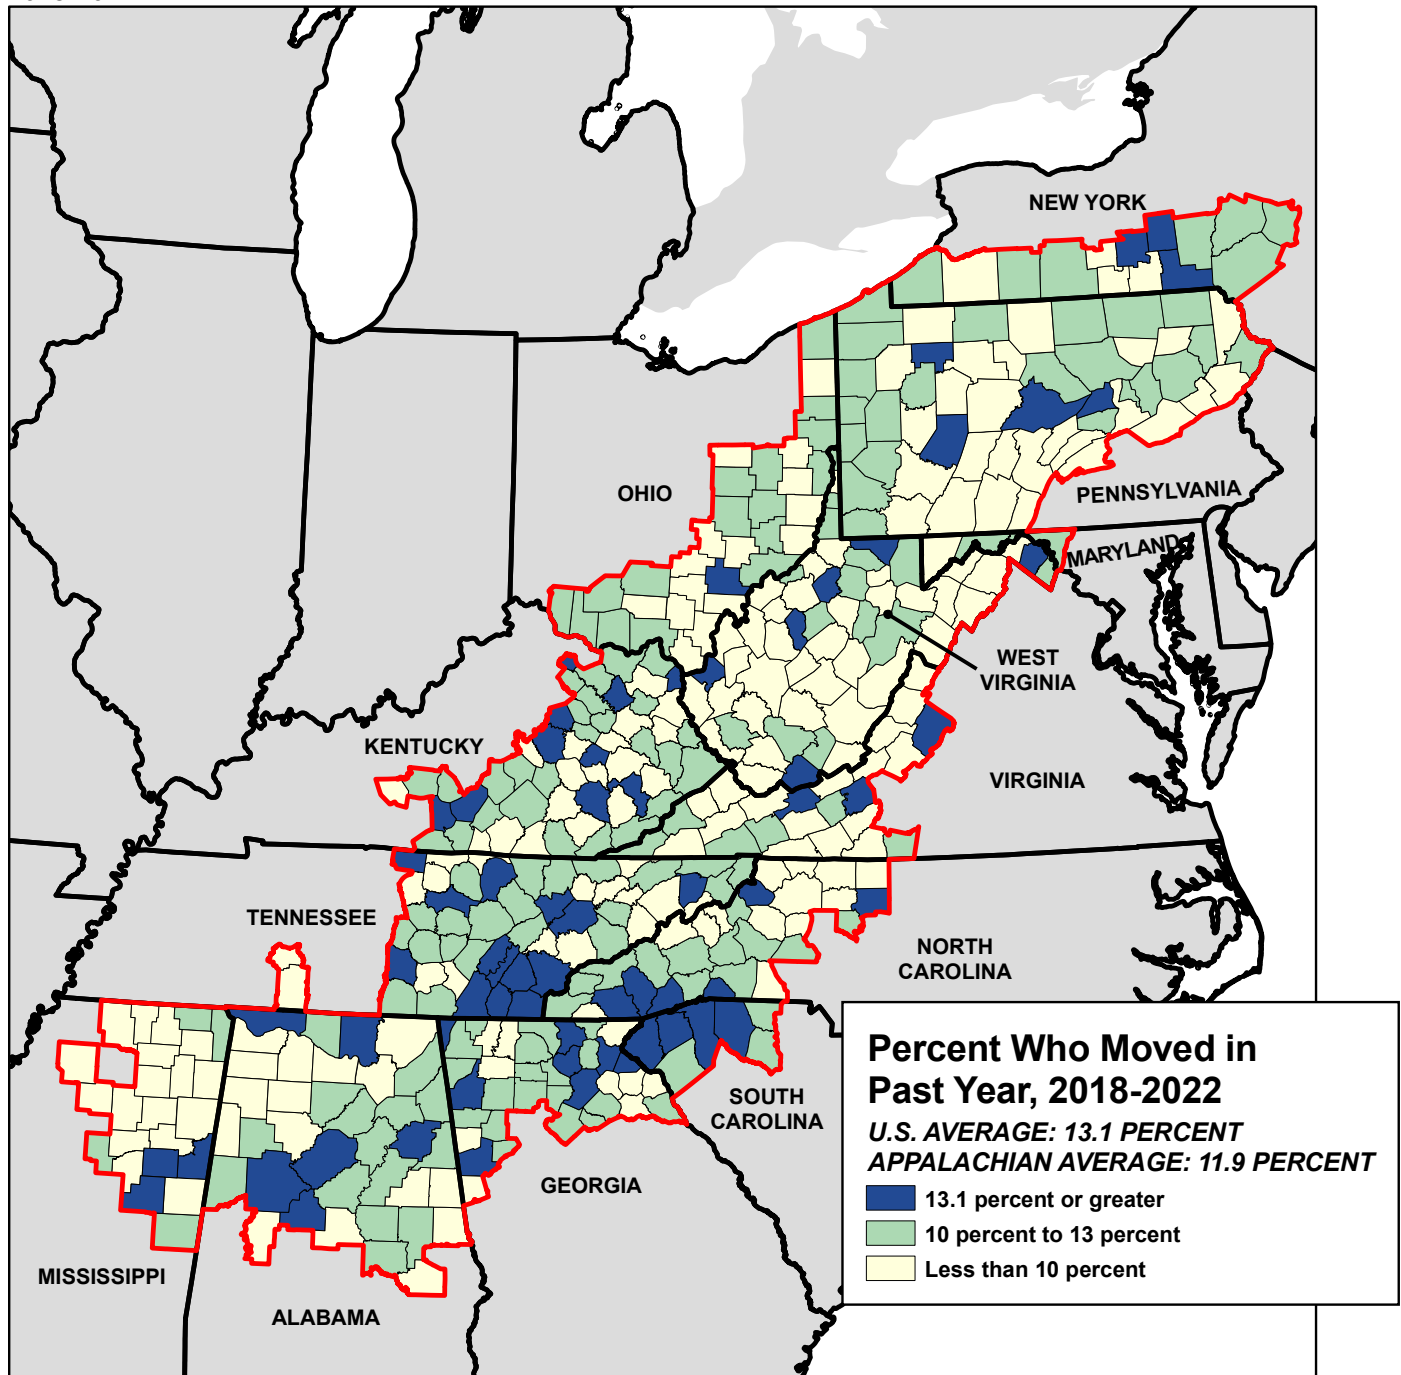 NEW YORK
OHIO
PENNSYLVANIA
MARYLAND
WEST
VIRGINIA
KENTUCKY
VIRGINIA
TENNESSEE
NORTH
CAROLINA
SOUTH
CAROLINA
GEORGIA
MISSISSIPPI
ALABAMA
Percent Who Moved in
Past Year, 2018-2022
U.S. AVERAGE: 13.1 PERCENT
APPALACHIAN AVERAGE: 11.9 PERCENT
13.1 percent or greater
10 percent to 13 percent
Less than 10 percent